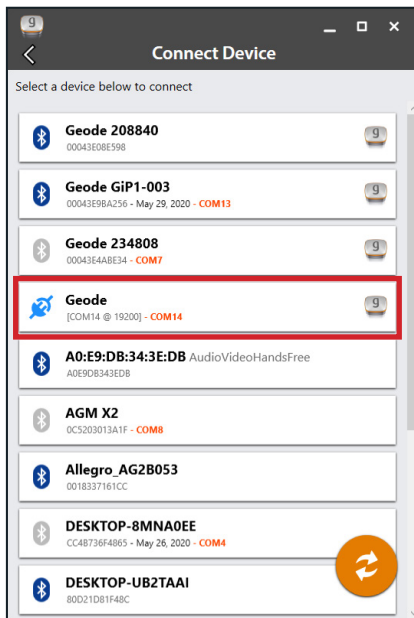 g
Connect Device
Select a device below to connect
Geode 208840
00043E08E598
g
Geode GiP1-003
00043E9BA256 - May 29, 2020 - COM13
g
Geode 234808
00043E4ABE34 - COM7
g
Geode
[COM14 @ 19200] - COM14
g
A0:E9:DB:34:3E:DB AudioVideoHandsFree
A0E9DB343EDB
AGM X2
0C5203013A1F - COM8
Allegro_AG2B053
0018337161CC
DESKTOP-8MNA0EE
CC4B736F4865 - May 26, 2020 - COM4
DESKTOP-UB2TAAI
80D21D81F48C